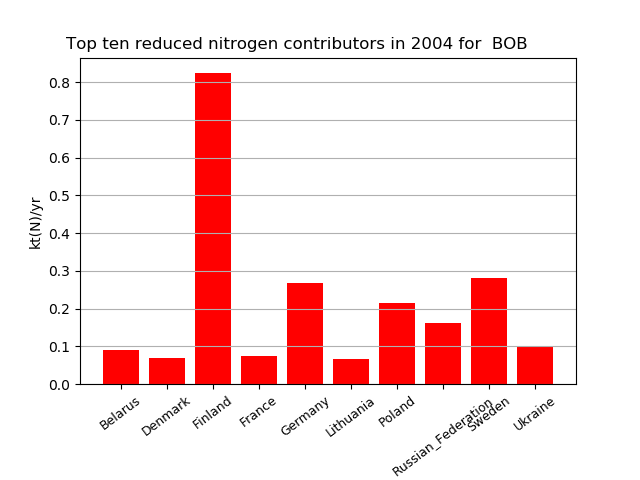 Top ten reduced nitrogen contributors in 2004 for  BOB
kt(N)/yr
0.8
0.7
0.6
0.5
0.4
0.3
0.2
0.1
0.0
Belarus
Denmark
Finland
France
Germany
Lithuania
Poland
Russian_Federation
Sweden
Ukraine